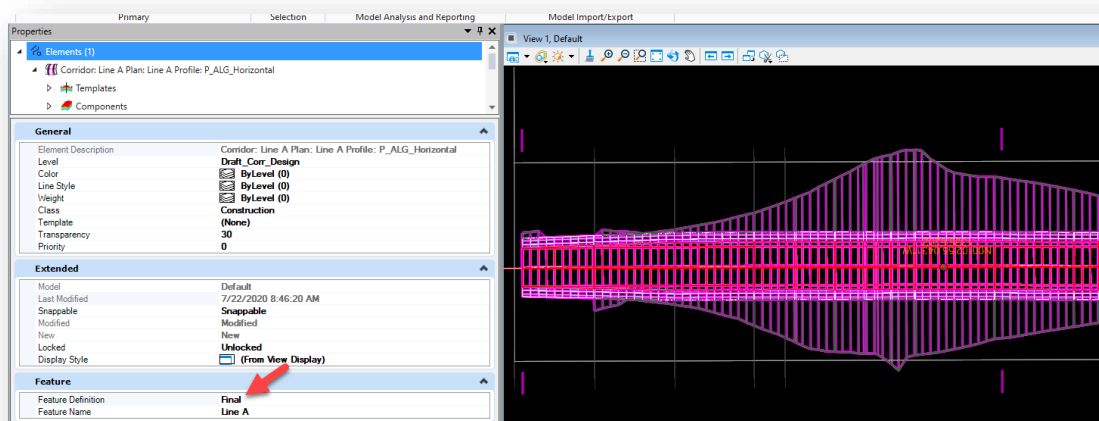 Primary Selection Model Analysis and Reporting Model Import/Export
Properties
View 1, Default
Elements (1)
Corridor: Line A Plan: Line A Profile: P_ALG_Horizontal
Templates
Components
General
Element Description Corridor: Line A Plan: Line A Profile: P_ALG_Horizontal
Level Draft_Corr_Design
Color ByLevel (0)
Line Style ByLevel (0)
Weight ByLevel (0)
Class Construction
Template (None)
Transparency 30
Priority 0
Extended
Model Default
Last Modified 7/22/2020 8:46:20 AM
Snappable Snappable
Modified Modified
New New
Locked Unlocked
Display Style (From View Display)
Feature
Feature Definition Final
Feature Name Line A